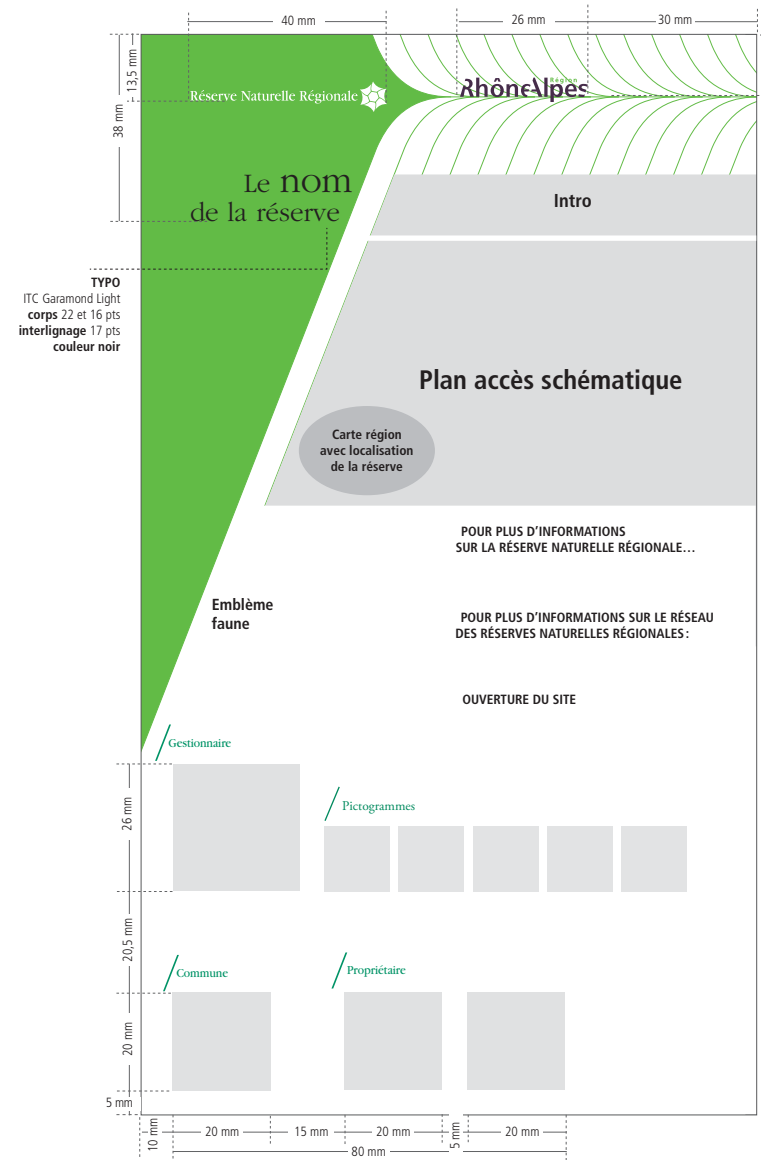 40 mm
26 mm
30 mm
13,5 mm
38 mm
Réserve Naturelle Régionale
Région
RhôneAlpes
Le nom
de la réserve
Intro
TYPO
ITC Garamond Light
corps 22 et 16 pts
interlignage 17 pts
couleur noir
Plan accès schématique
Carte région
avec localisation
de la réserve
POUR PLUS D’INFORMATIONS
SUR LA RÉSERVE NATURELLE RÉGIONALE…
Emblème
faune
POUR PLUS D’INFORMATIONS SUR LE RÉSEAU
DES RÉSERVES NATURELLES RÉGIONALES :
OUVERTURE DU SITE
Gestionnaire
26 mm
Pictogrammes
20,5 mm
Commune
Propriétaire
20 mm
5 mm
10 mm
20 mm
15 mm
20 mm
5 mm
20 mm
80 mm